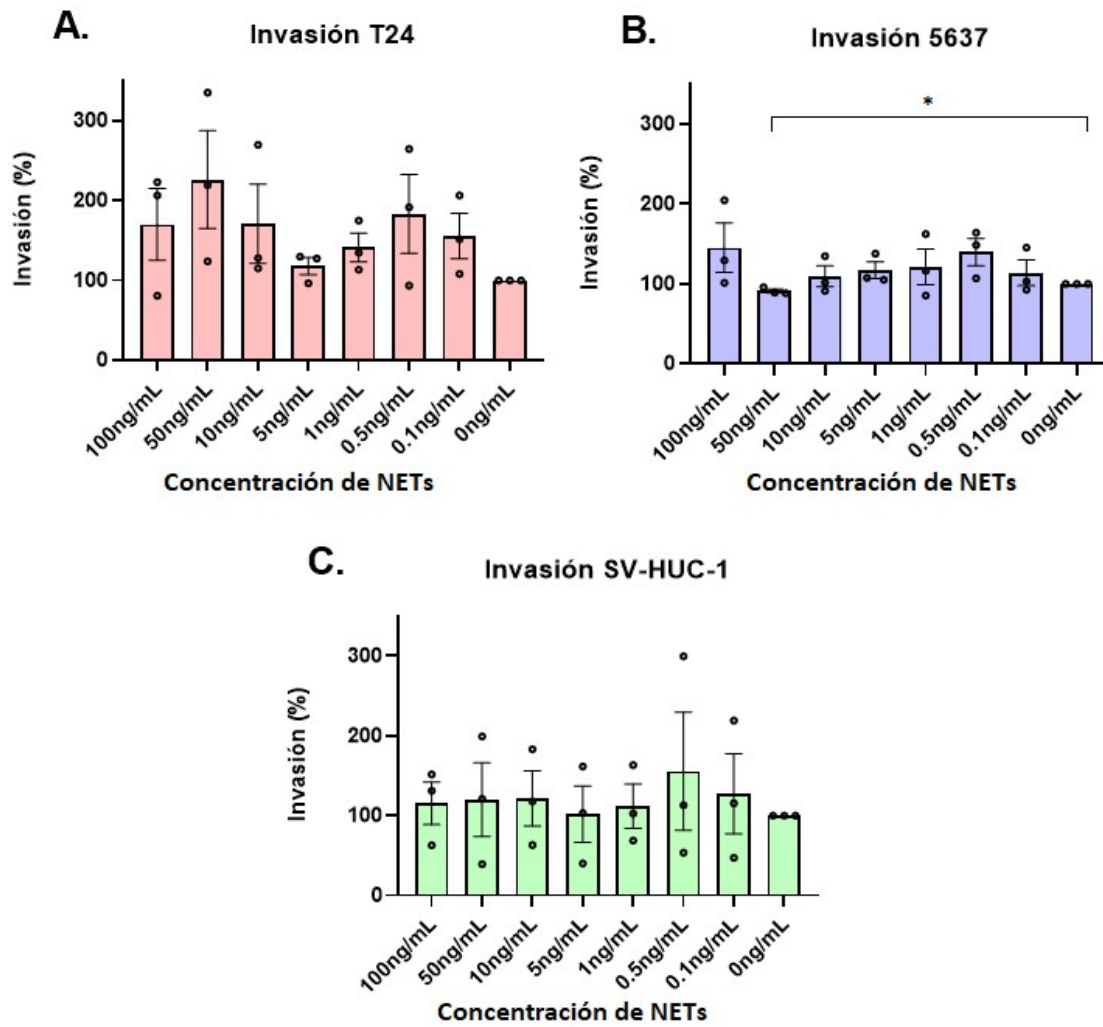 A.
Invasión T24
Invasión (%)
300
200
100
0
100ng/mL
50ng/mL
10ng/mL
5ng/mL
1ng/mL
0.5ng/mL
0.1ng/mL
0ng/mL
Concentración de NETs
B.
Invasión 5637
*
Invasión (%)
300
200
100
0
100ng/mL
50ng/mL
10ng/mL
5ng/mL
1ng/mL
0.5ng/mL
0.1ng/mL
0ng/mL
Concentración de NETs
C.
Invasión SV-HUC-1
Invasión (%)
300
200
100
0
100ng/mL
50ng/mL
10ng/mL
5ng/mL
1ng/mL
0.5ng/mL
0.1ng/mL
0ng/mL
Concentración de NETs